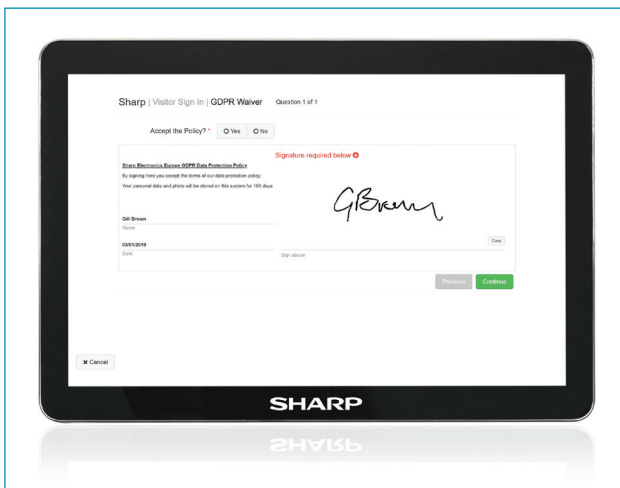 Sharp | Visitor Sign In | GDPR Waiver Question 1 of 1
Accept the Policy? * Yes No
Signature required below
Sharp Electronics Europe GDPR Data Protection Policy
By signing here you except the terms of our data protection policy:
Your personal data and photo will be stored on this system for 180 days
GBrown
Gill Brown
Name
Clear
03/01/2019
Date
Sign above
Previous Continue
✖ Cancel
SHARP
SHARP